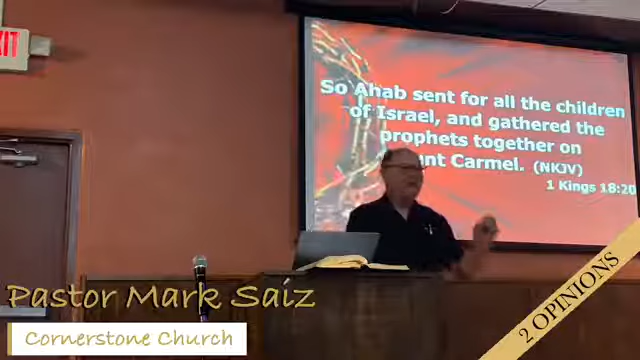 EXIT
So Ahab sent for all the children
of Israel, and gathered the
prophets together on
unt Carmel. (NKJV)
1 Kings 18:20
Pastor Mark Saiz
Cornerstone Church
2 OPINIONS